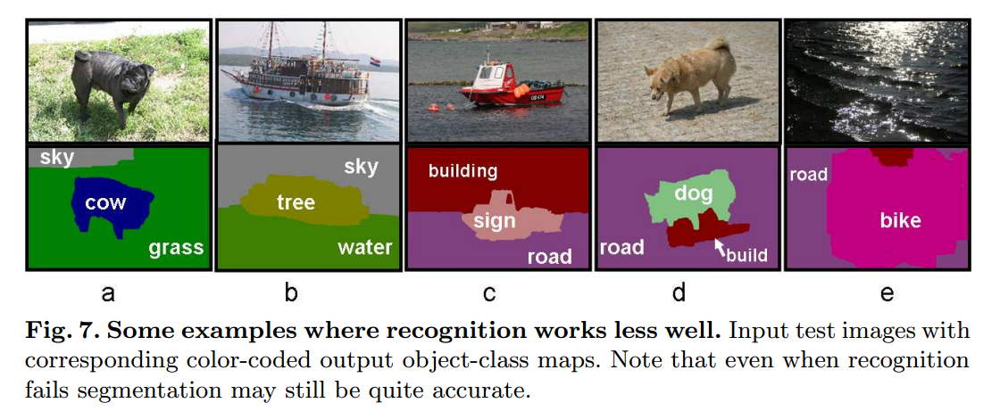 sky
cow
grass
sky
tree
water
building
sign
road
dog
road
build
road
bike
a b c d e
Fig. 7. Some examples where recognition works less well. Input test images with
corresponding color-coded output object-class maps. Note that even when recognition
fails segmentation may still be quite accurate.